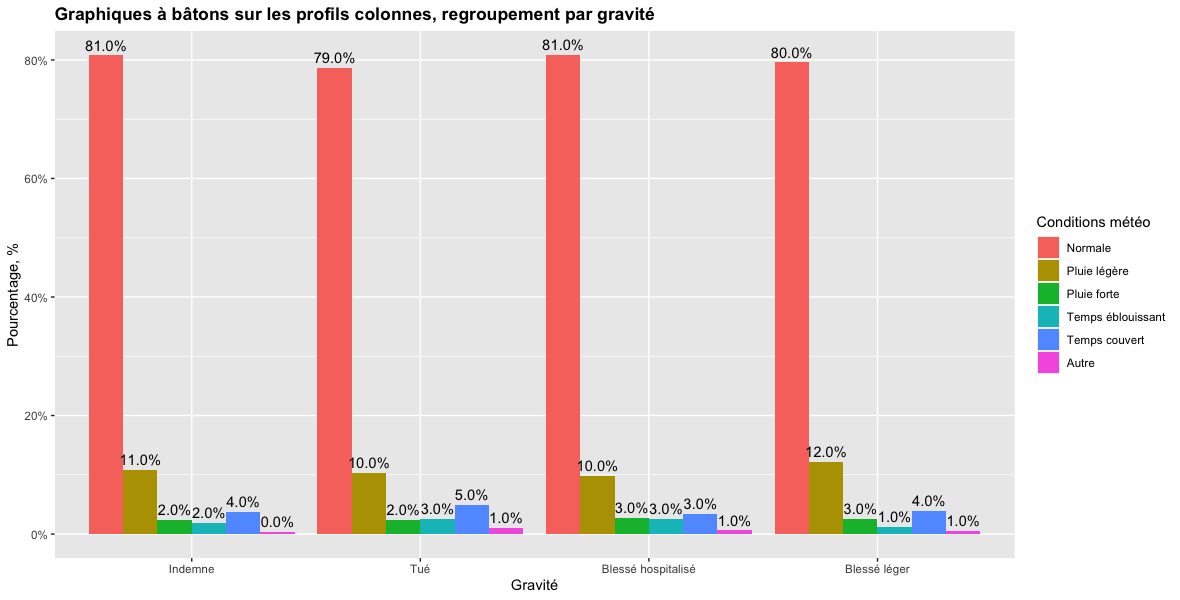 Graphiques à bâtons sur les profils colonnes, regroupement par gravité
Pourcentage, %
80%
60%
40%
20%
0%
81.0%
11.0%
2.0%
2.0%
4.0%
0.0%
79.0%
10.0%
2.0%
3.0%
5.0%
1.0%
81.0%
10.0%
3.0%
3.0%
3.0%
1.0%
80.0%
12.0%
3.0%
1.0%
4.0%
1.0%
Indemne
Tué
Blessé hospitalisé
Blessé léger
Gravité
Conditions météo
Normale
Pluie légère
Pluie forte
Temps éblouissant
Temps couvert
Autre